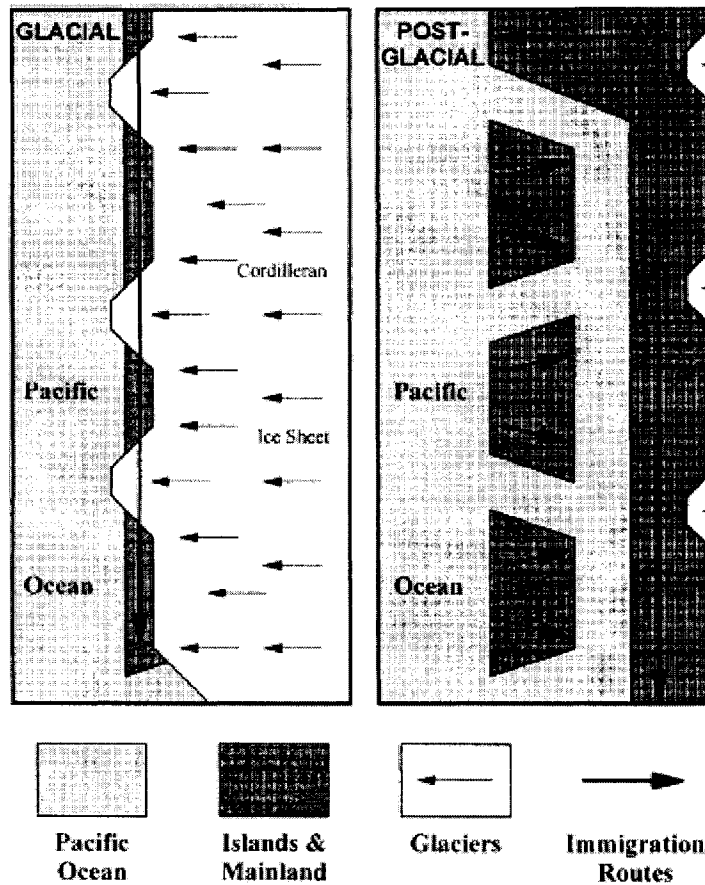 GLACIAL
Cordilleran
Pacific
Ice Sheet
Ocean
POST-
GLACIAL
Pacific
Ocean
Pacific
Ocean
Islands &
Mainland
Glaciers
Immigration
Routes